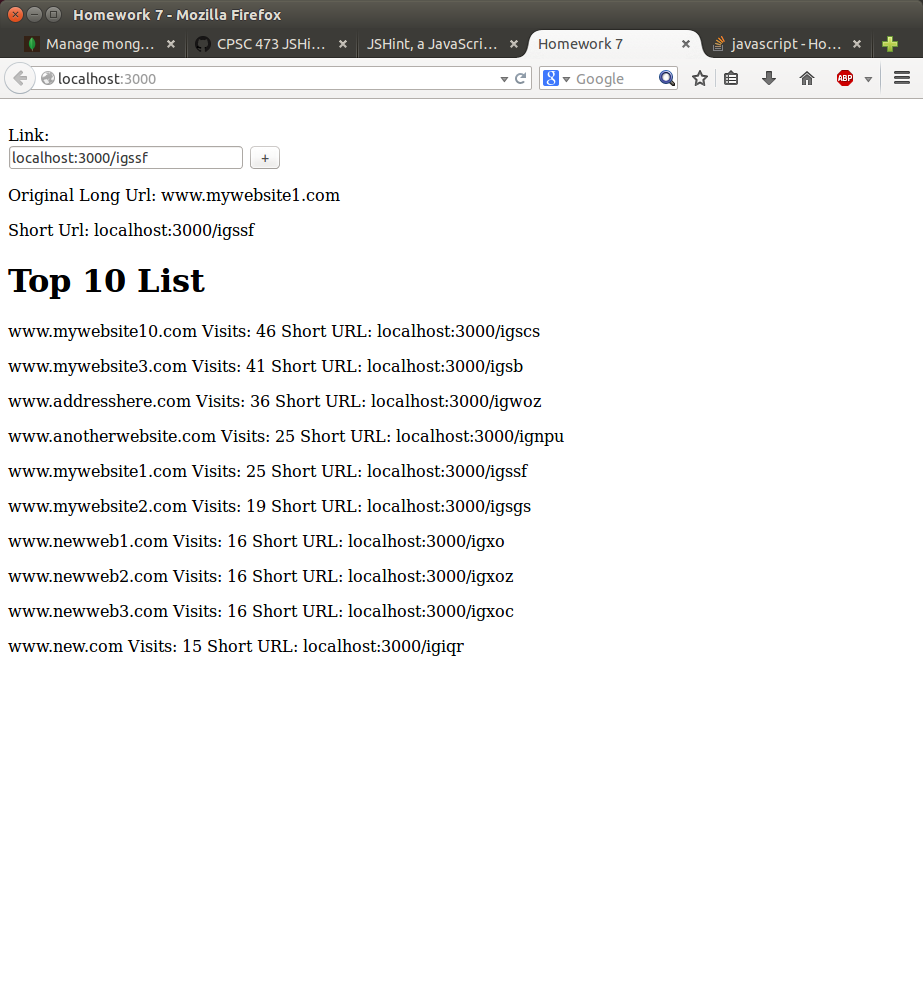 Homework 7 - Mozilla Firefox
Manage mong... CPSC 473 JSHi... JSHint, a JavaScri... Homework 7 javascript - Ho...
localhost:3000 Google ABP
Link:
localhost:3000/igssf +
Original Long Url: www.mywebsite1.com
Short Url: localhost:3000/igssf
Top 10 List
www.mywebsite10.com Visits: 46 Short URL: localhost:3000/igscs
www.mywebsite3.com Visits: 41 Short URL: localhost:3000/igsb
www.addresshere.com Visits: 36 Short URL: localhost:3000/igwoz
www.anotherwebsite.com Visits: 25 Short URL: localhost:3000/ignpu
www.mywebsite1.com Visits: 25 Short URL: localhost:3000/igssf
www.mywebsite2.com Visits: 19 Short URL: localhost:3000/igsgs
www.newweb1.com Visits: 16 Short URL: localhost:3000/igxo
www.newweb2.com Visits: 16 Short URL: localhost:3000/igxoz
www.newweb3.com Visits: 16 Short URL: localhost:3000/igxoc
www.new.com Visits: 15 Short URL: localhost:3000/igiqr